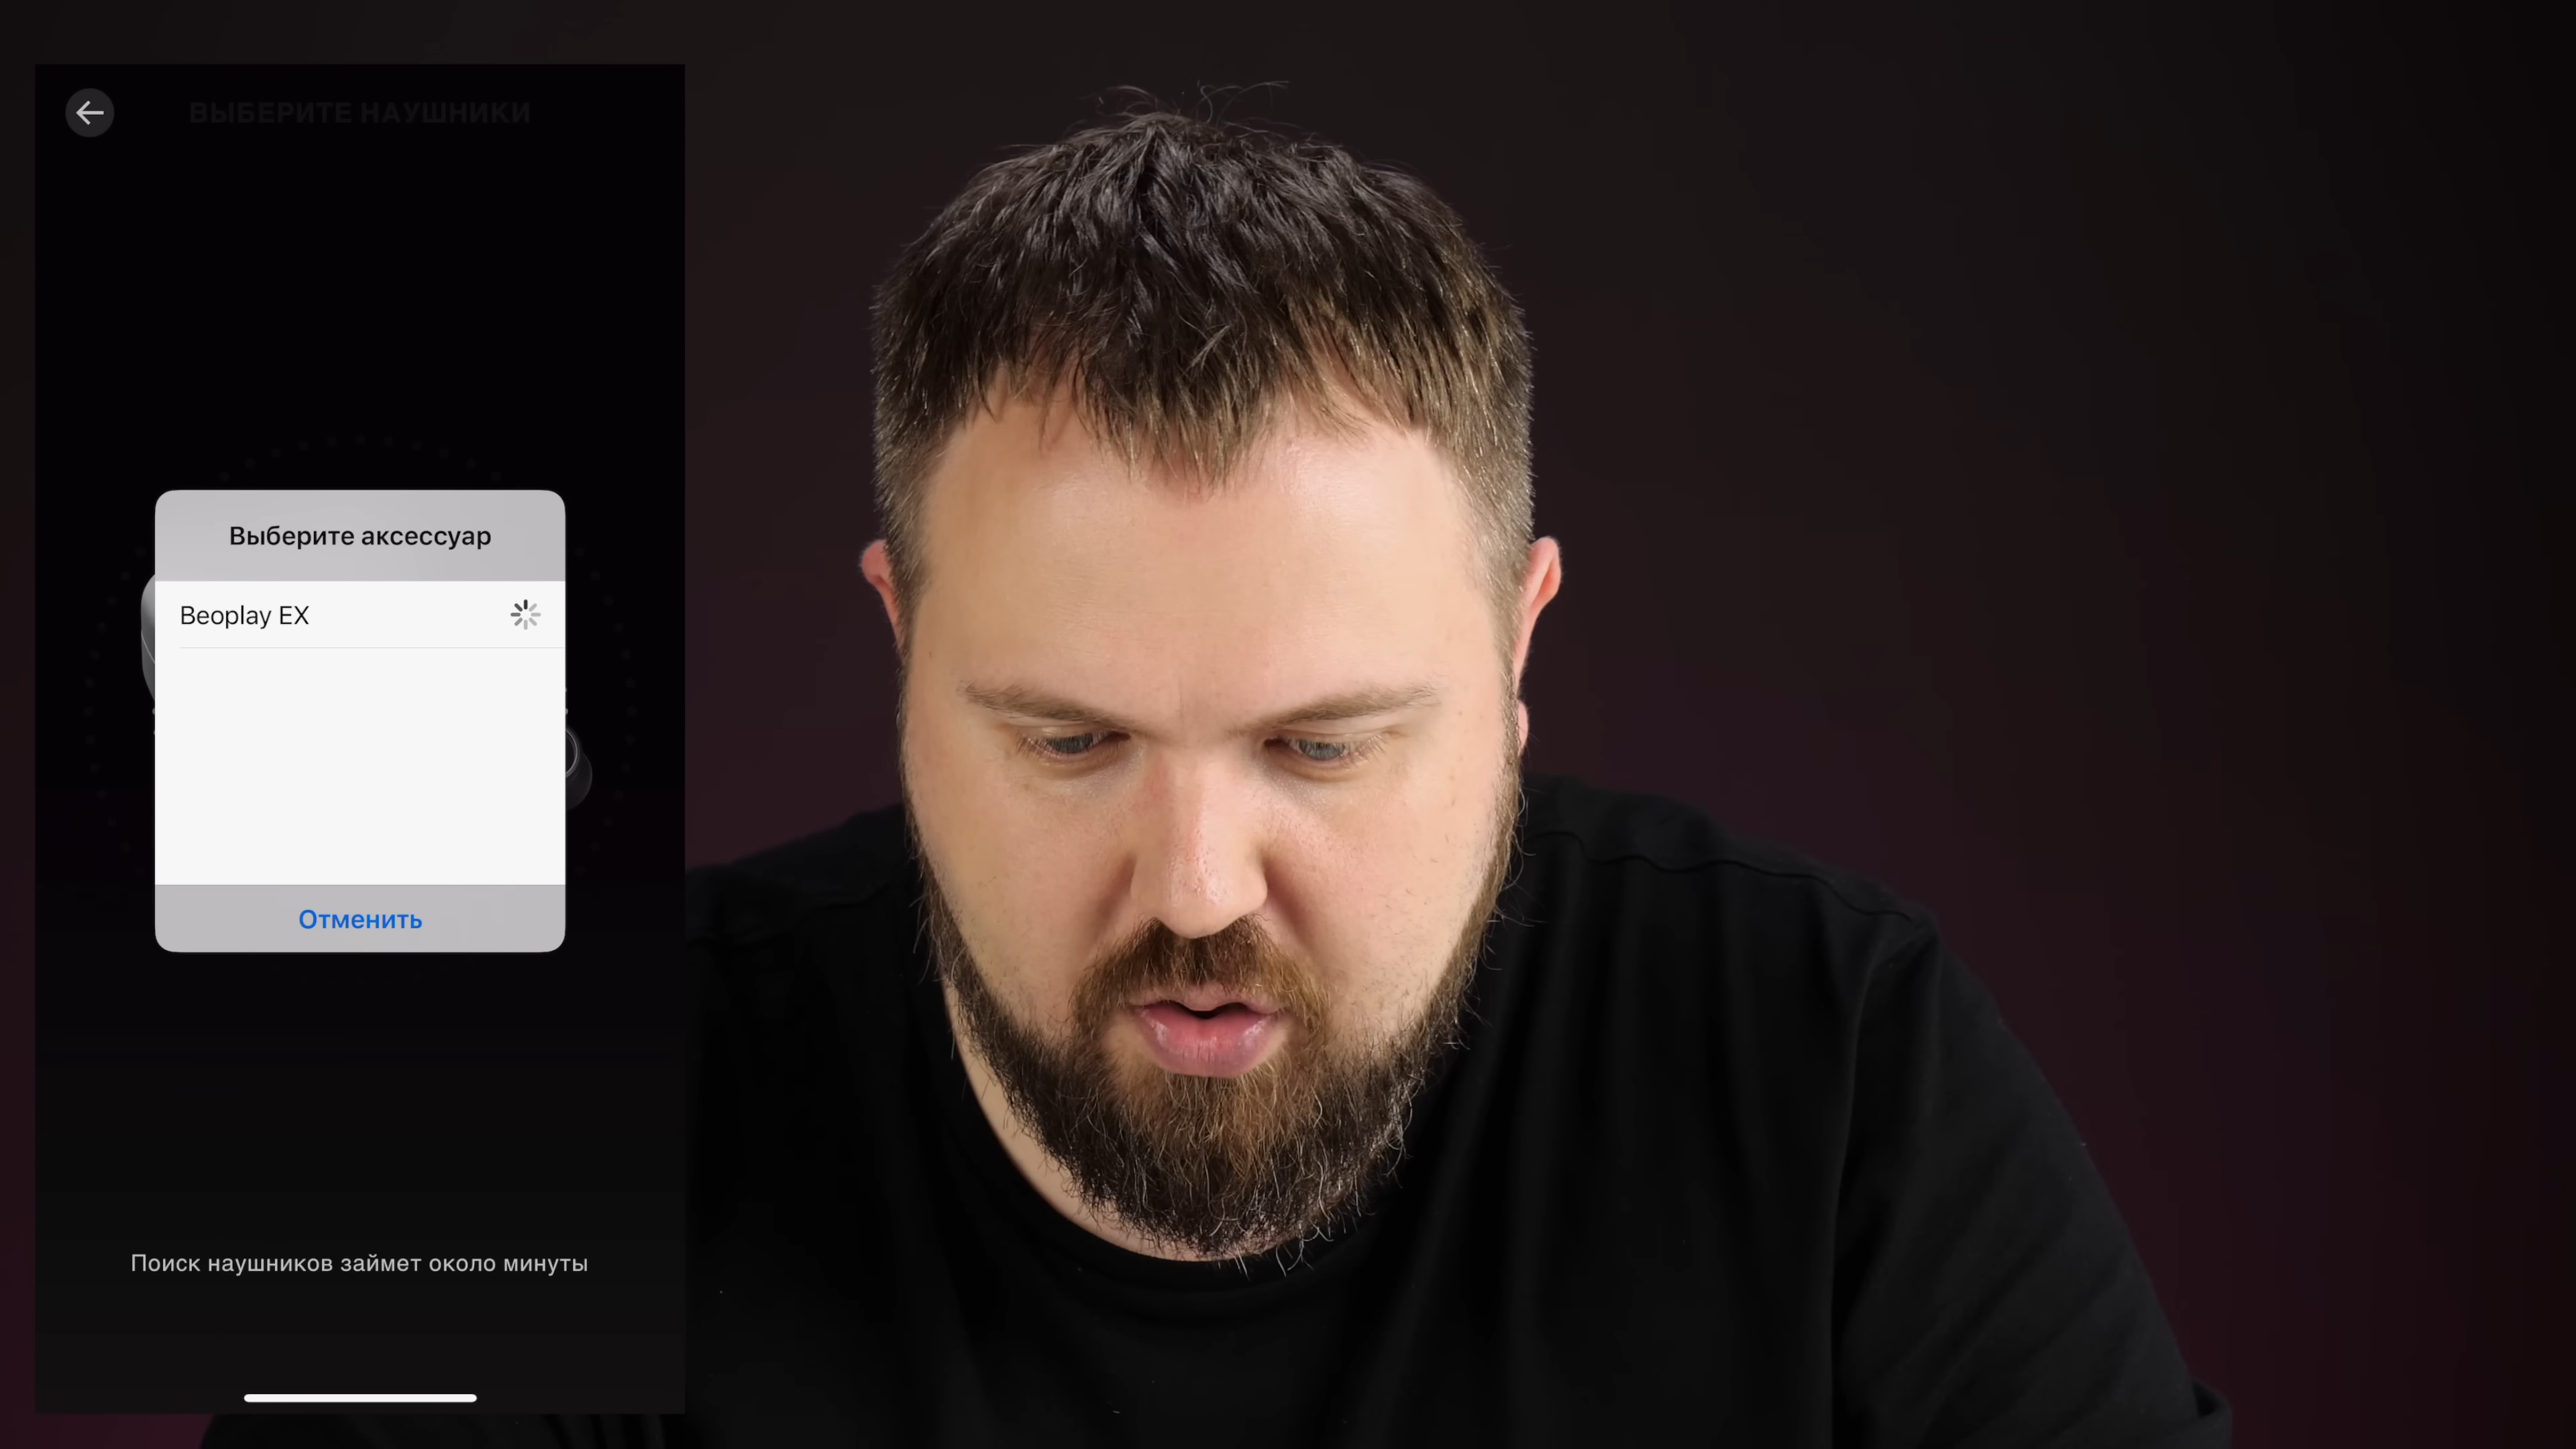 ВЫБЕРИТЕ НАУШНИКИ
Выберите аксессуар
Beoplay EX
Отменить
Поиск наушников займет около минуты